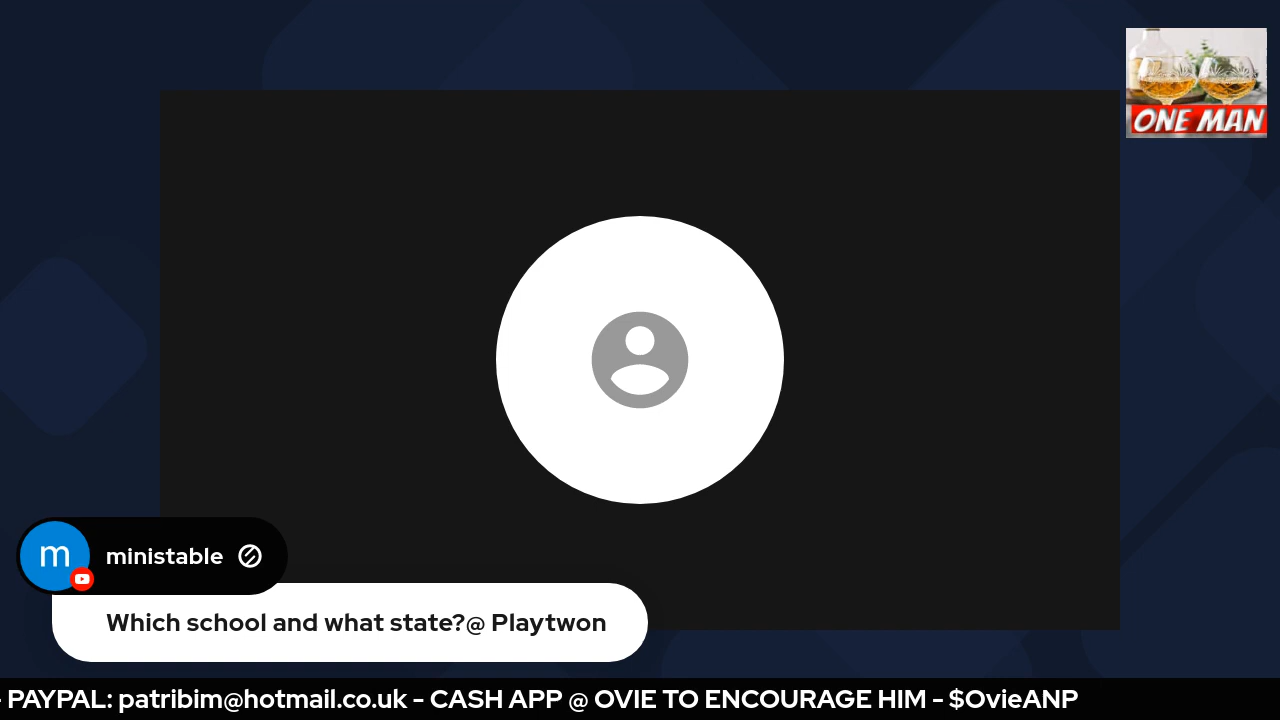 ONE MAN
m
ministable
Which school and what state?@ Playtwon
- PAYPAL: patribim@hotmail.co.uk - CASH APP @ OVIE TO ENCOURAGE HIM - $OvieANP